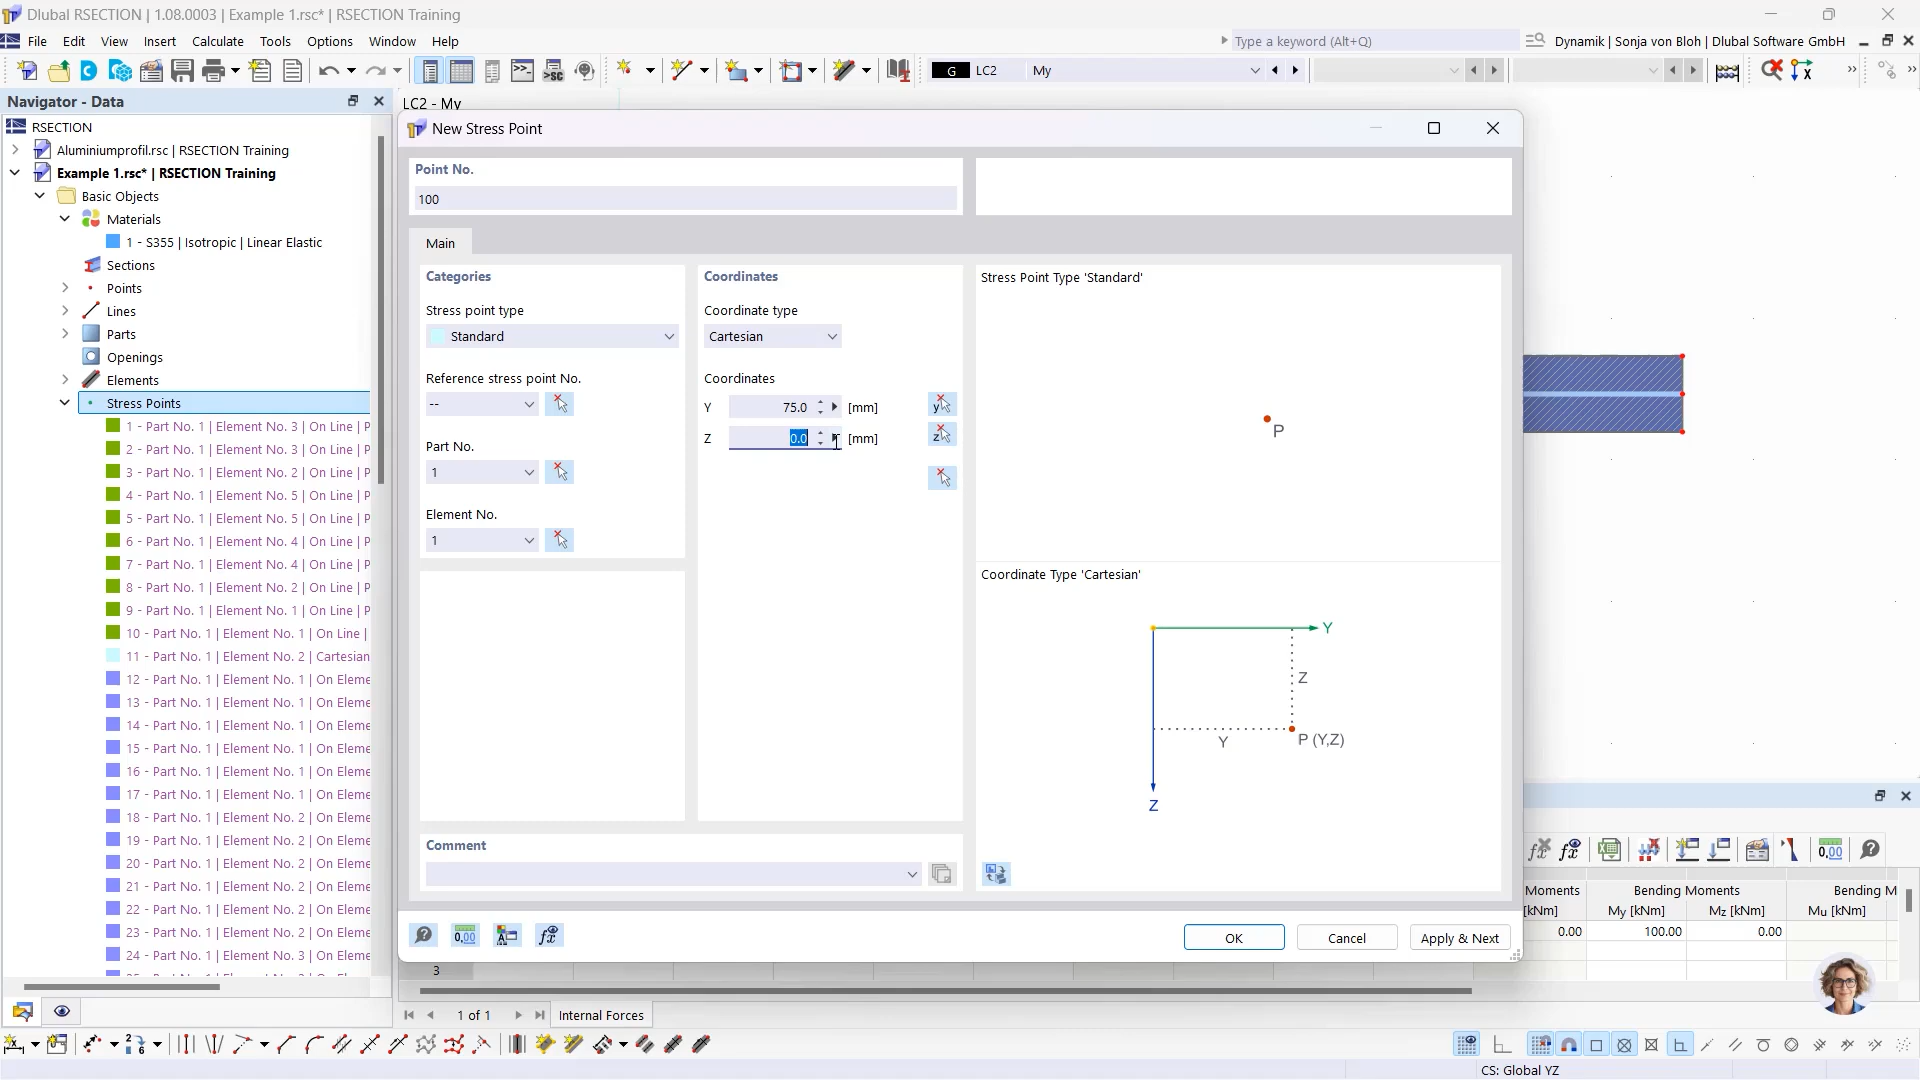 Dlubal RSECTION | 1.08.0003 | Example 1.rsc* | RSECTION Training
File Edit View Insert Calculate Tools Options Window Help
Type a keyword (Alt+Q)
Dynamik | Sonja von Bloh | Dlubal Software GmbH
G LC2 My
Navigator - Data
LC2 - My
RSECTION
Aluminiumprofil.rsc | RSECTION Training
Example 1.rsc* | RSECTION Training
Basic Objects
Materials
1 - S355 | Isotropic | Linear Elastic
Sections
Points
Lines
Parts
Openings
Elements
Stress Points
1 - Part No. 1 | Element No. 3 | On Line | P
2 - Part No. 1 | Element No. 3 | On Line | P
3 - Part No. 1 | Element No. 2 | On Line | P
4 - Part No. 1 | Element No. 5 | On Line | P
5 - Part No. 1 | Element No. 5 | On Line | P
6 - Part No. 1 | Element No. 4 | On Line | P
7 - Part No. 1 | Element No. 4 | On Line | P
8 - Part No. 1 | Element No. 2 | On Line | P
9 - Part No. 1 | Element No. 1 | On Line | P
10 - Part No. 1 | Element No. 1 | On Line |
11 - Part No. 1 | Element No. 2 | Cartesian
12 - Part No. 1 | Element No. 1 | On Eleme
13 - Part No. 1 | Element No. 1 | On Eleme
14 - Part No. 1 | Element No. 1 | On Eleme
15 - Part No. 1 | Element No. 1 | On Eleme
16 - Part No. 1 | Element No. 1 | On Eleme
17 - Part No. 1 | Element No. 1 | On Eleme
18 - Part No. 1 | Element No. 2 | On Eleme
19 - Part No. 1 | Element No. 2 | On Eleme
20 - Part No. 1 | Element No. 2 | On Eleme
21 - Part No. 1 | Element No. 2 | On Eleme
22 - Part No. 1 | Element No. 2 | On Eleme
23 - Part No. 1 | Element No. 2 | On Eleme
24 - Part No. 1 | Element No. 3 | On Eleme
New Stress Point
Point No.
100
Main
Categories
Stress point type
Standard
Reference stress point No.
--
Part No.
1
Element No.
1
Coordinates
Coordinate type
Cartesian
Coordinates
Y 75.0 [mm]
Z 0.0 [mm]
Stress Point Type 'Standard'
P
Coordinate Type 'Cartesian'
Y
Z
Y
P (Y,Z)
Z
Comment
OK Cancel Apply & Next
Moments Bending Moments Bending M
[kNm] My [kNm] Mz [kNm] Mu [kNm]
0.00 100.00 0.00
3
1 of 1 Internal Forces
CS: Global YZ